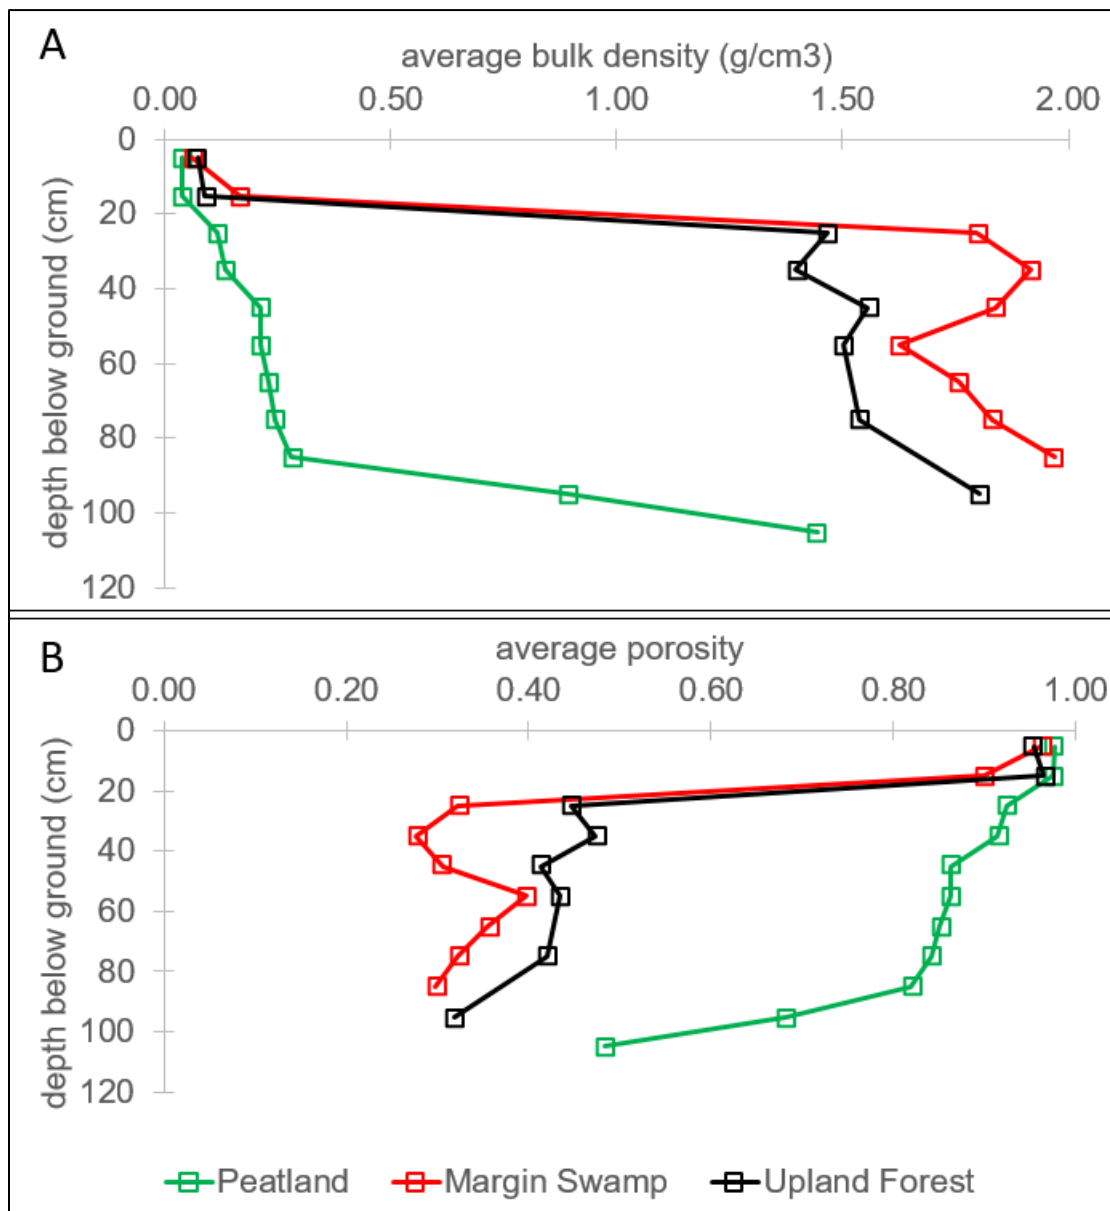 A
average bulk density (g/cm3)
0.00 0.50 1.00 1.50 2.00
0
20
40
60
80
100
120
depth below ground (cm)
B
average porosity
0.00 0.20 0.40 0.60 0.80 1.00
0
20
40
60
80
100
120
depth below ground (cm)
Peatland Margin Swamp Upland Forest